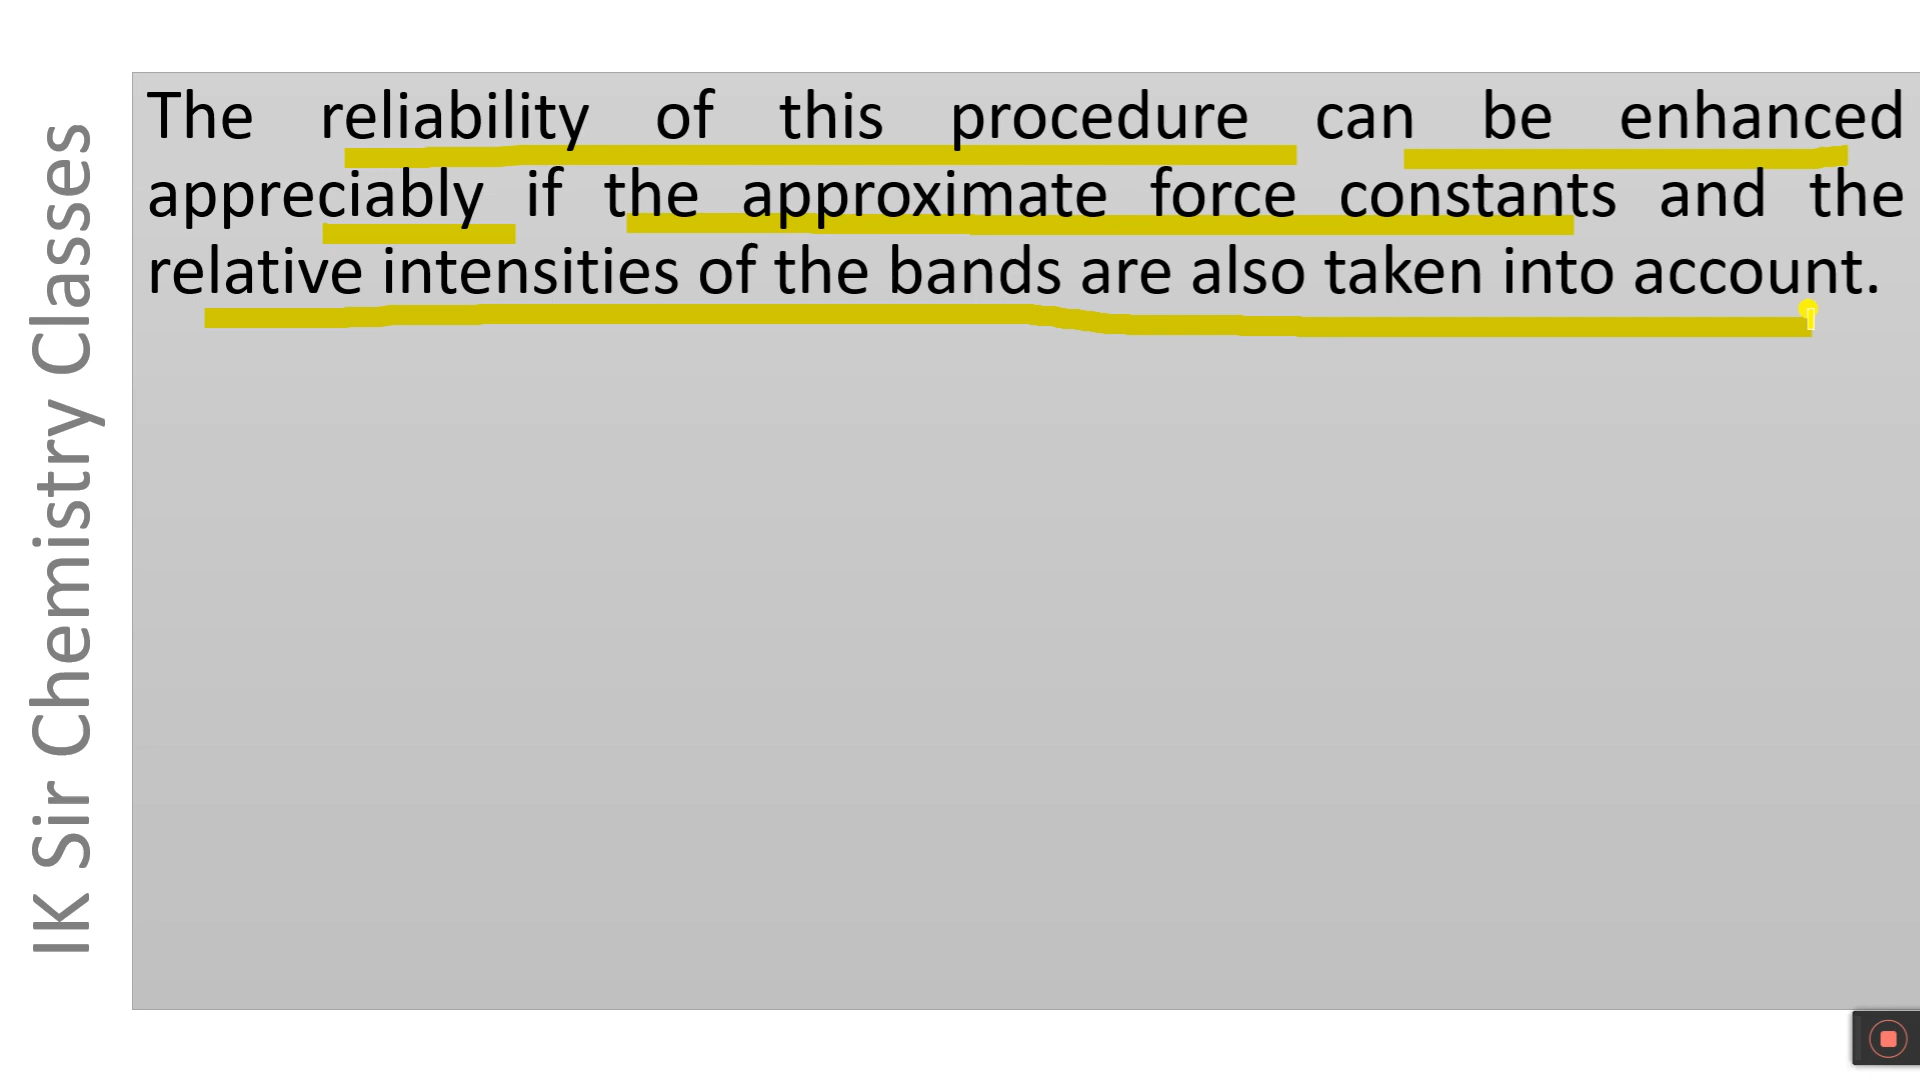 IK Sir Chemistry Classes
The reliability of this procedure can be enhanced
appreciably if the approximate force constants and the
relative intensities of the bands are also taken into account.